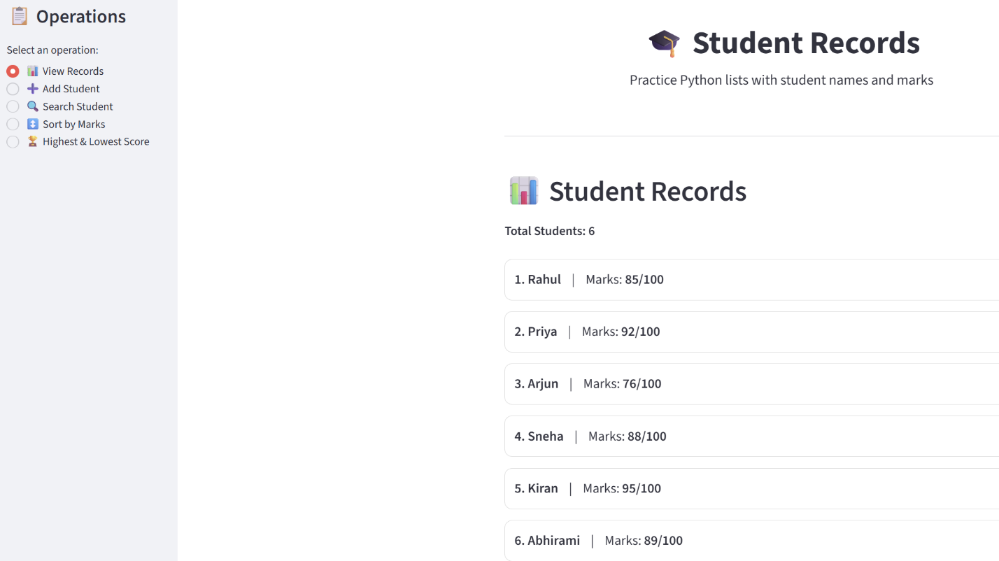 Operations
Select an operation:
View Records
Add Student
Search Student
Sort by Marks
Highest & Lowest Score
Student Records
Practice Python lists with student names and marks
Student Records
Total Students: 6
1. Rahul | Marks: 85/100
2. Priya | Marks: 92/100
3. Arjun | Marks: 76/100
4. Sneha | Marks: 88/100
5. Kiran | Marks: 95/100
6. Abhirami | Marks: 89/100